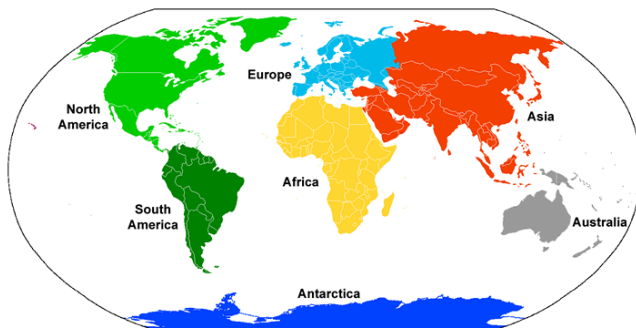 Europe
North
America
Asia
Africa
South
America
Australia
Antarctica